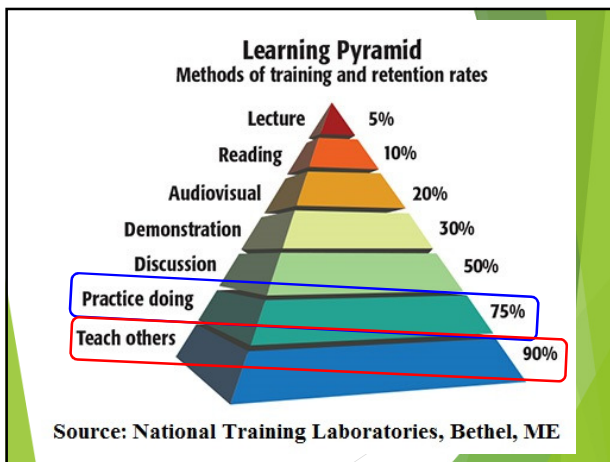 Learning Pyramid
Methods of training and retention rates
Lecture 5%
Reading 10%
Audiovisual 20%
Demonstration 30%
Discussion 50%
Practice doing 75%
Teach others 90%
Source: National Training Laboratories, Bethel, ME